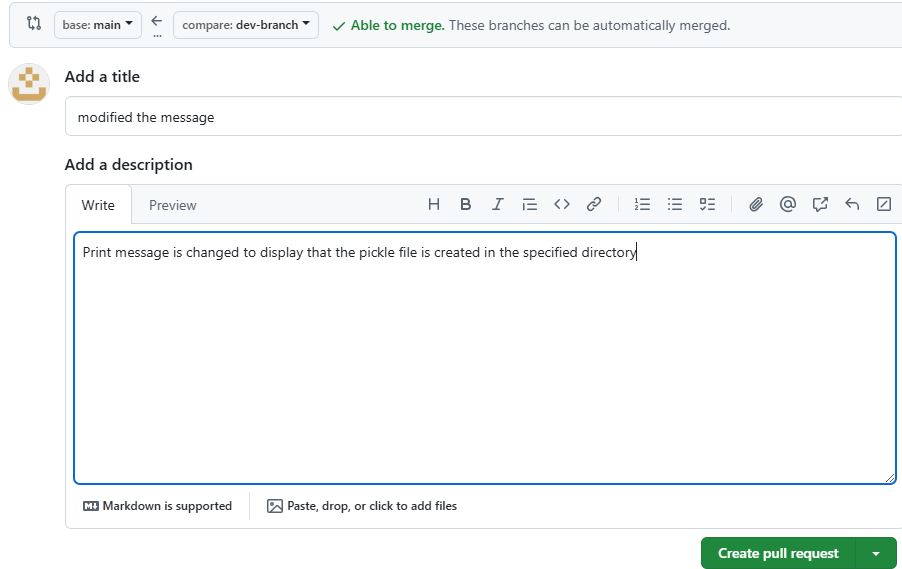 base: main ... compare: dev-branch Able to merge. These branches can be automatically merged.
Add a title
modified the message
Add a description
Write Preview
Print message is changed to display that the pickle file is created in the specified directory
Markdown is supported Paste, drop, or click to add files
Create pull request